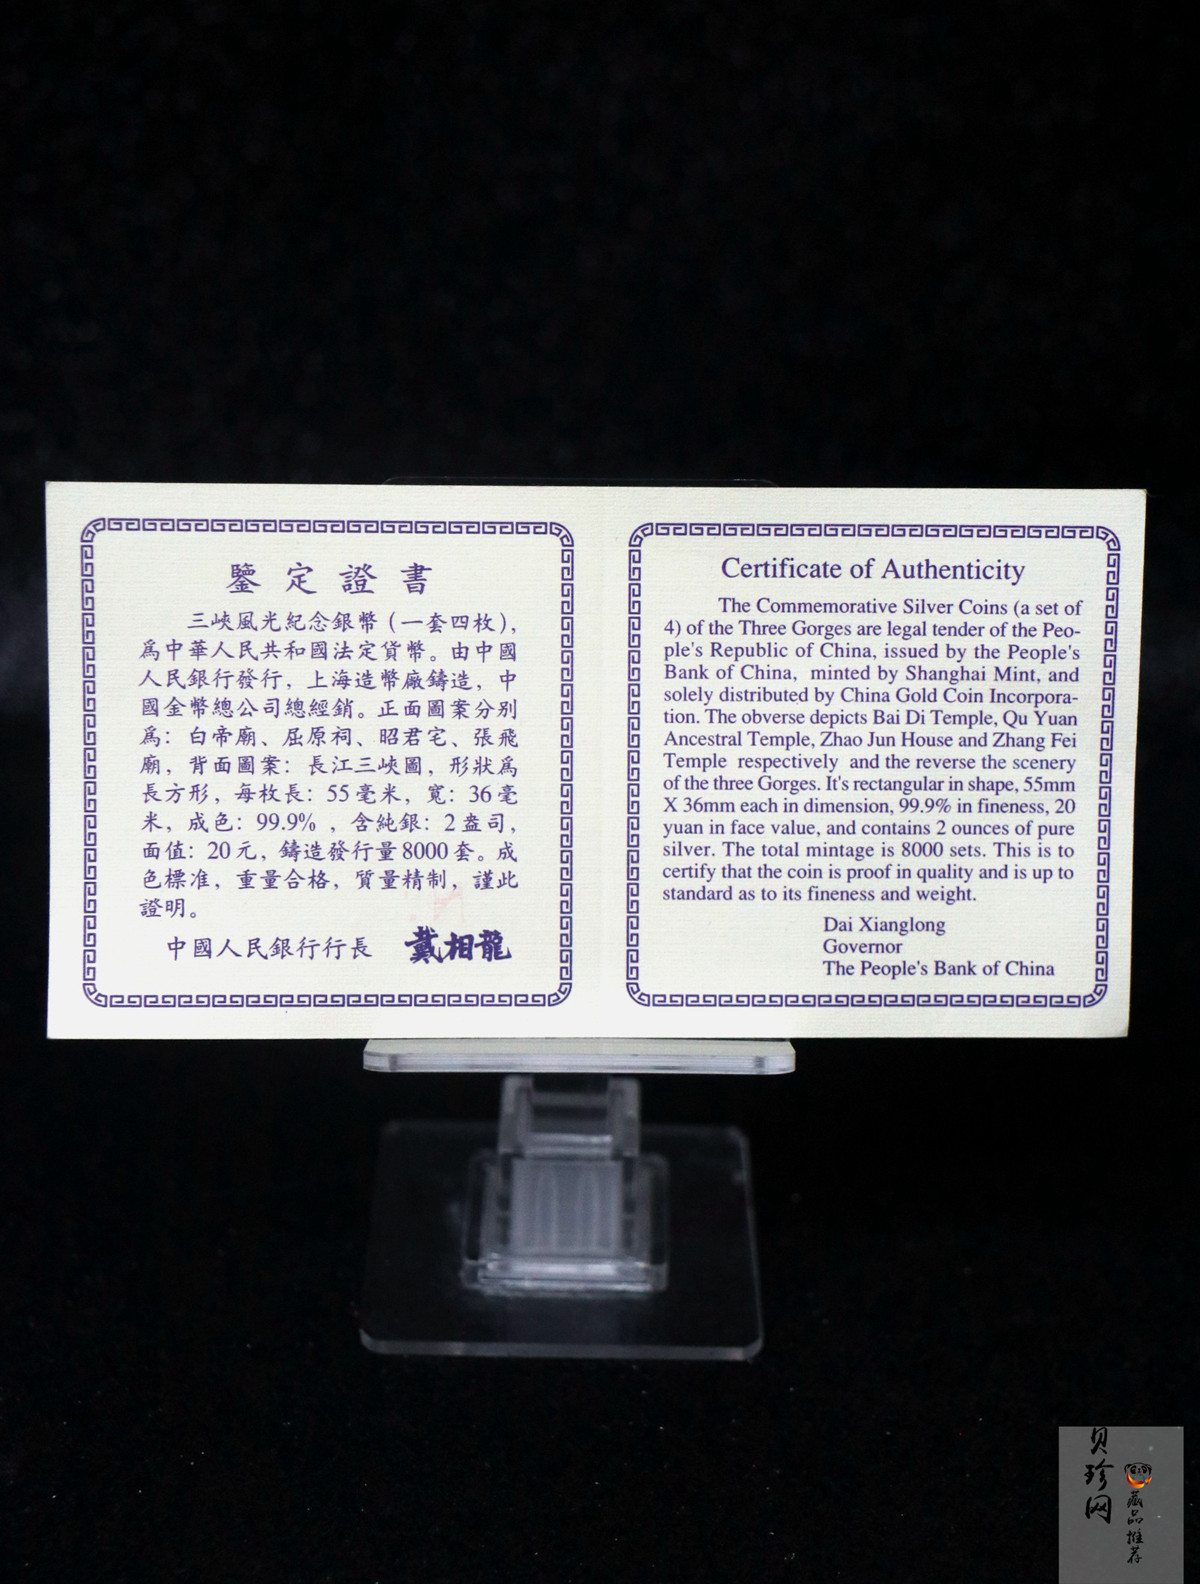 鑒定證書
三峽風光紀念銀幣(一套四枚),
爲中華人民共和國法定貨幣。由中國
人民銀行發行,上海造幣廠鑄造,中
國金幣總公司總經銷。正面圖案分别
爲:白帝廟、屈原祠、昭君宅、張飛
廟,背面圖案:長江三峽圖,形狀爲
長方形,每枚長:55毫米,寬:36毫
米,成色:99.9%,含純銀:2盎司,
面值:20元,鑄造發行量8000套。成
色標准,重量合格,質量精制,謹此
證明。
中國人民銀行行長 戴相龍
Certificate of Authenticity
The Commemorative Silver Coins (a set of
4) of the Three Gorges are legal tender of the Peo-
ple's Republic of China, issued by the People's
Bank of China, minted by Shanghai Mint, and
solely distributed by China Gold Coin Incorpora-
tion. The obverse depicts Bai Di Temple, Qu Yuan
Ancestral Temple, Zhao Jun House and Zhang Fei
Temple respectively and the reverse the scenery
of the three Gorges. It's rectangular in shape, 55mm
X 36mm each in dimension, 99.9% in fineness, 20
yuan in face value, and contains 2 ounces of pure
silver. The total mintage is 8000 sets. This is to
certify that the coin is proof in quality and is up to
standard as to its fineness and weight.
Dai Xianglong
Governor
The People's Bank of China
贝珍网
藏品推荐